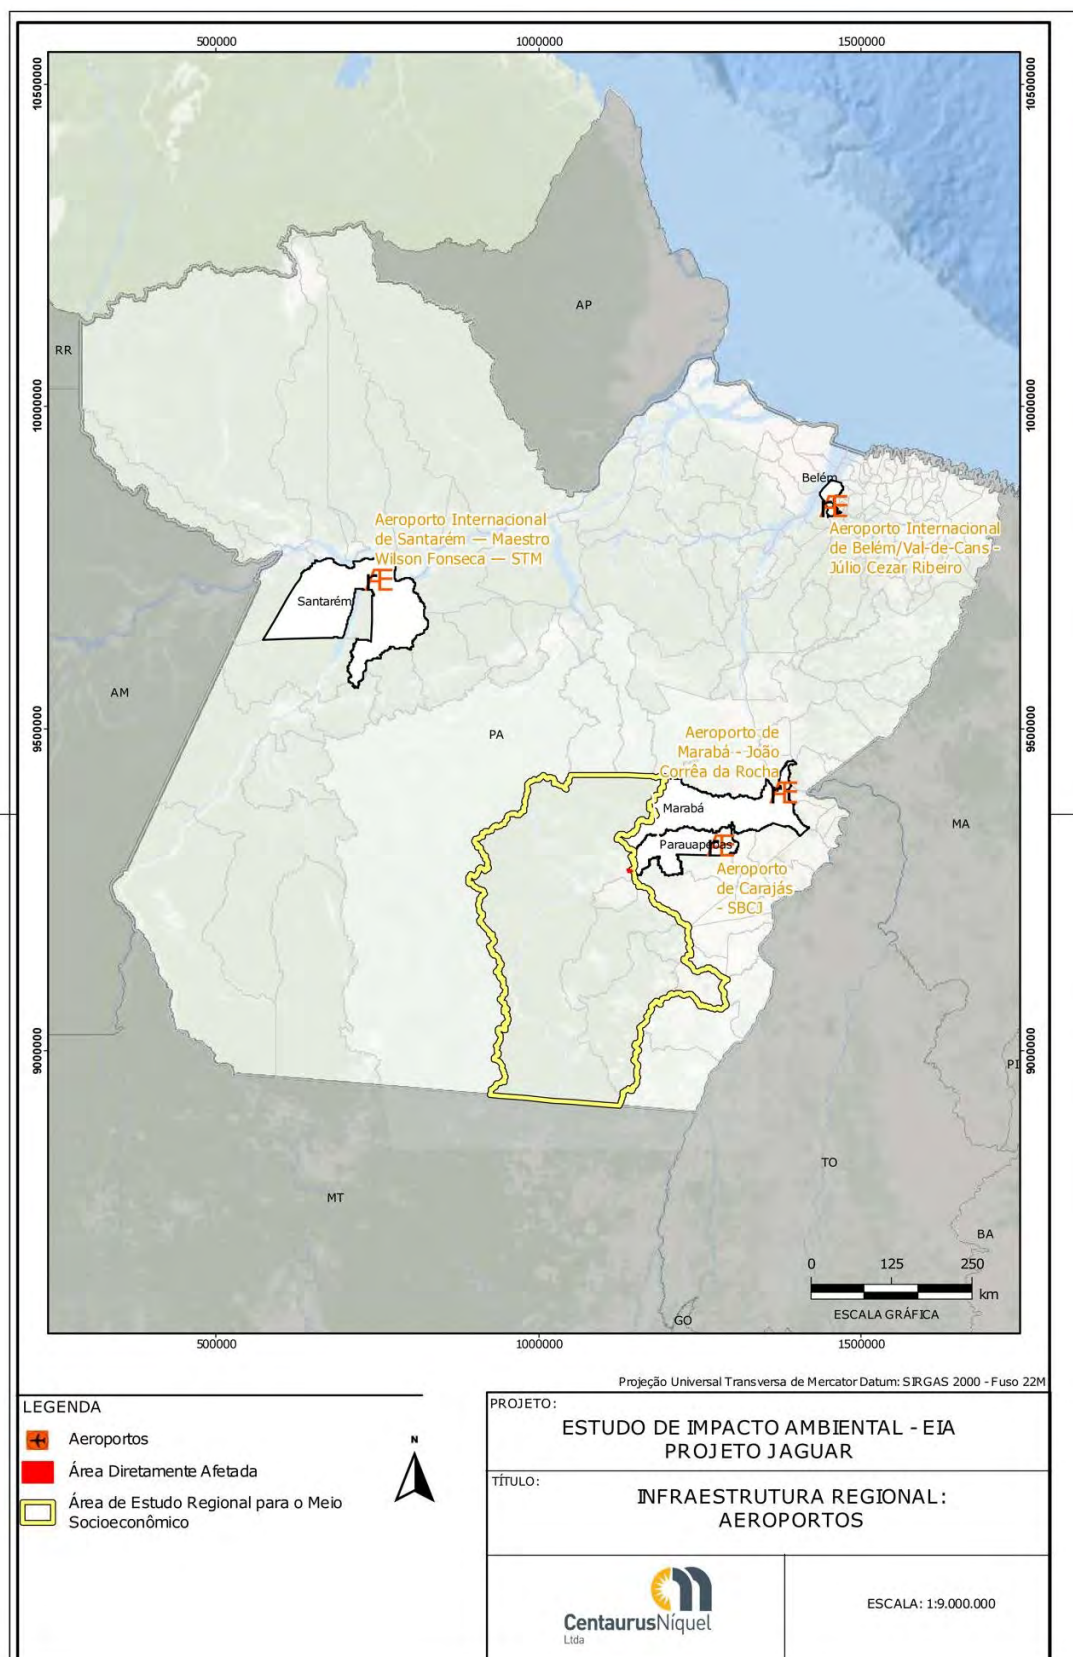 500000 1000000 1500000
10500000 10500000
AP
RR
10000000 10000000
Belém
Aeroporto Internacional
de Santarém — Maestro
Wilson Fonseca — STM
Aeroporto Internacional
de Belém/Val-de-Cans -
Júlio Cezar Ribeiro
Æ
Æ
Santarém
AM
PA
9500000 9500000
Aeroporto de
Marabá - João
Corrêa da Rocha
Æ
Marabá
MA
Parauapebas
Æ
Aeroporto
de Carajás
- SBCJ
9000000 9000000
PI
TO
MT
BA
0 125 250
km
ESCALA GRÁFICA
GO
500000 1000000 1500000
Projeção Universal Transversa de Mercator Datum: SIRGAS 2000 - Fuso 22M
LEGENDA
Aeroportos
Área Diretamente Afetada
Área de Estudo Regional para o Meio
Socioeconômico
N
PROJETO:
ESTUDO DE IMPACTO AMBIENTAL - EIA
PROJETO JAGUAR
TÍTULO:
INFRAESTRUTURA REGIONAL:
AEROPORTOS
CentaurusNíquel
Ltda
ESCALA: 1:9.000.000